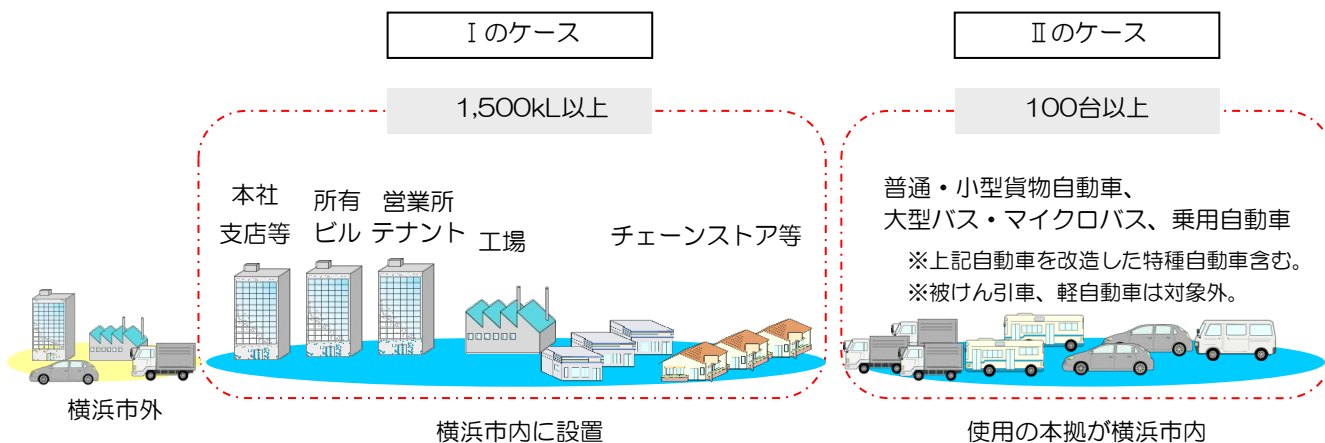 Ⅰのケース
1,500kL以上
本社
支店等
所有
ビル
営業所
テナント
工場
チェーンストア等
横浜市外
横浜市内に設置
Ⅱのケース
100台以上
普通・小型貨物自動車、
大型バス・マイクロバス、乗用自動車
※上記自動車を改造した特種自動車含む。
※被けん引車、軽自動車は対象外。
使用の本拠が横浜市内